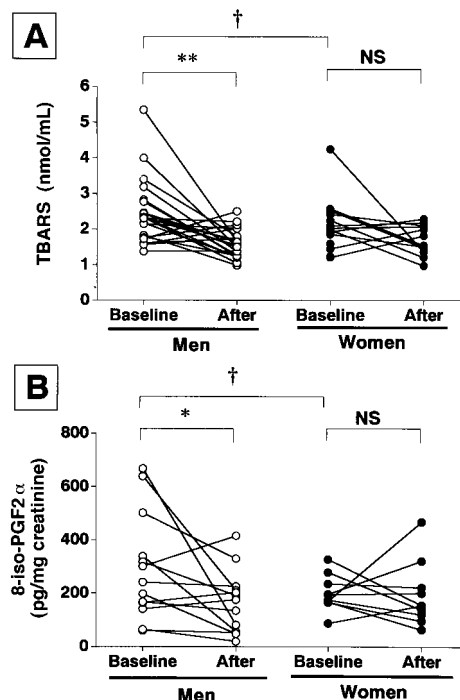 A
†
**
NS
6
5
4
3
2
1
0
TBARS (nmol/mL)
Baseline After Baseline After
Men Women
B
†
*
NS
800
600
400
200
0
8-iso-PGF2α
(pg/mg creatinine)
Baseline After Baseline After
Men Women